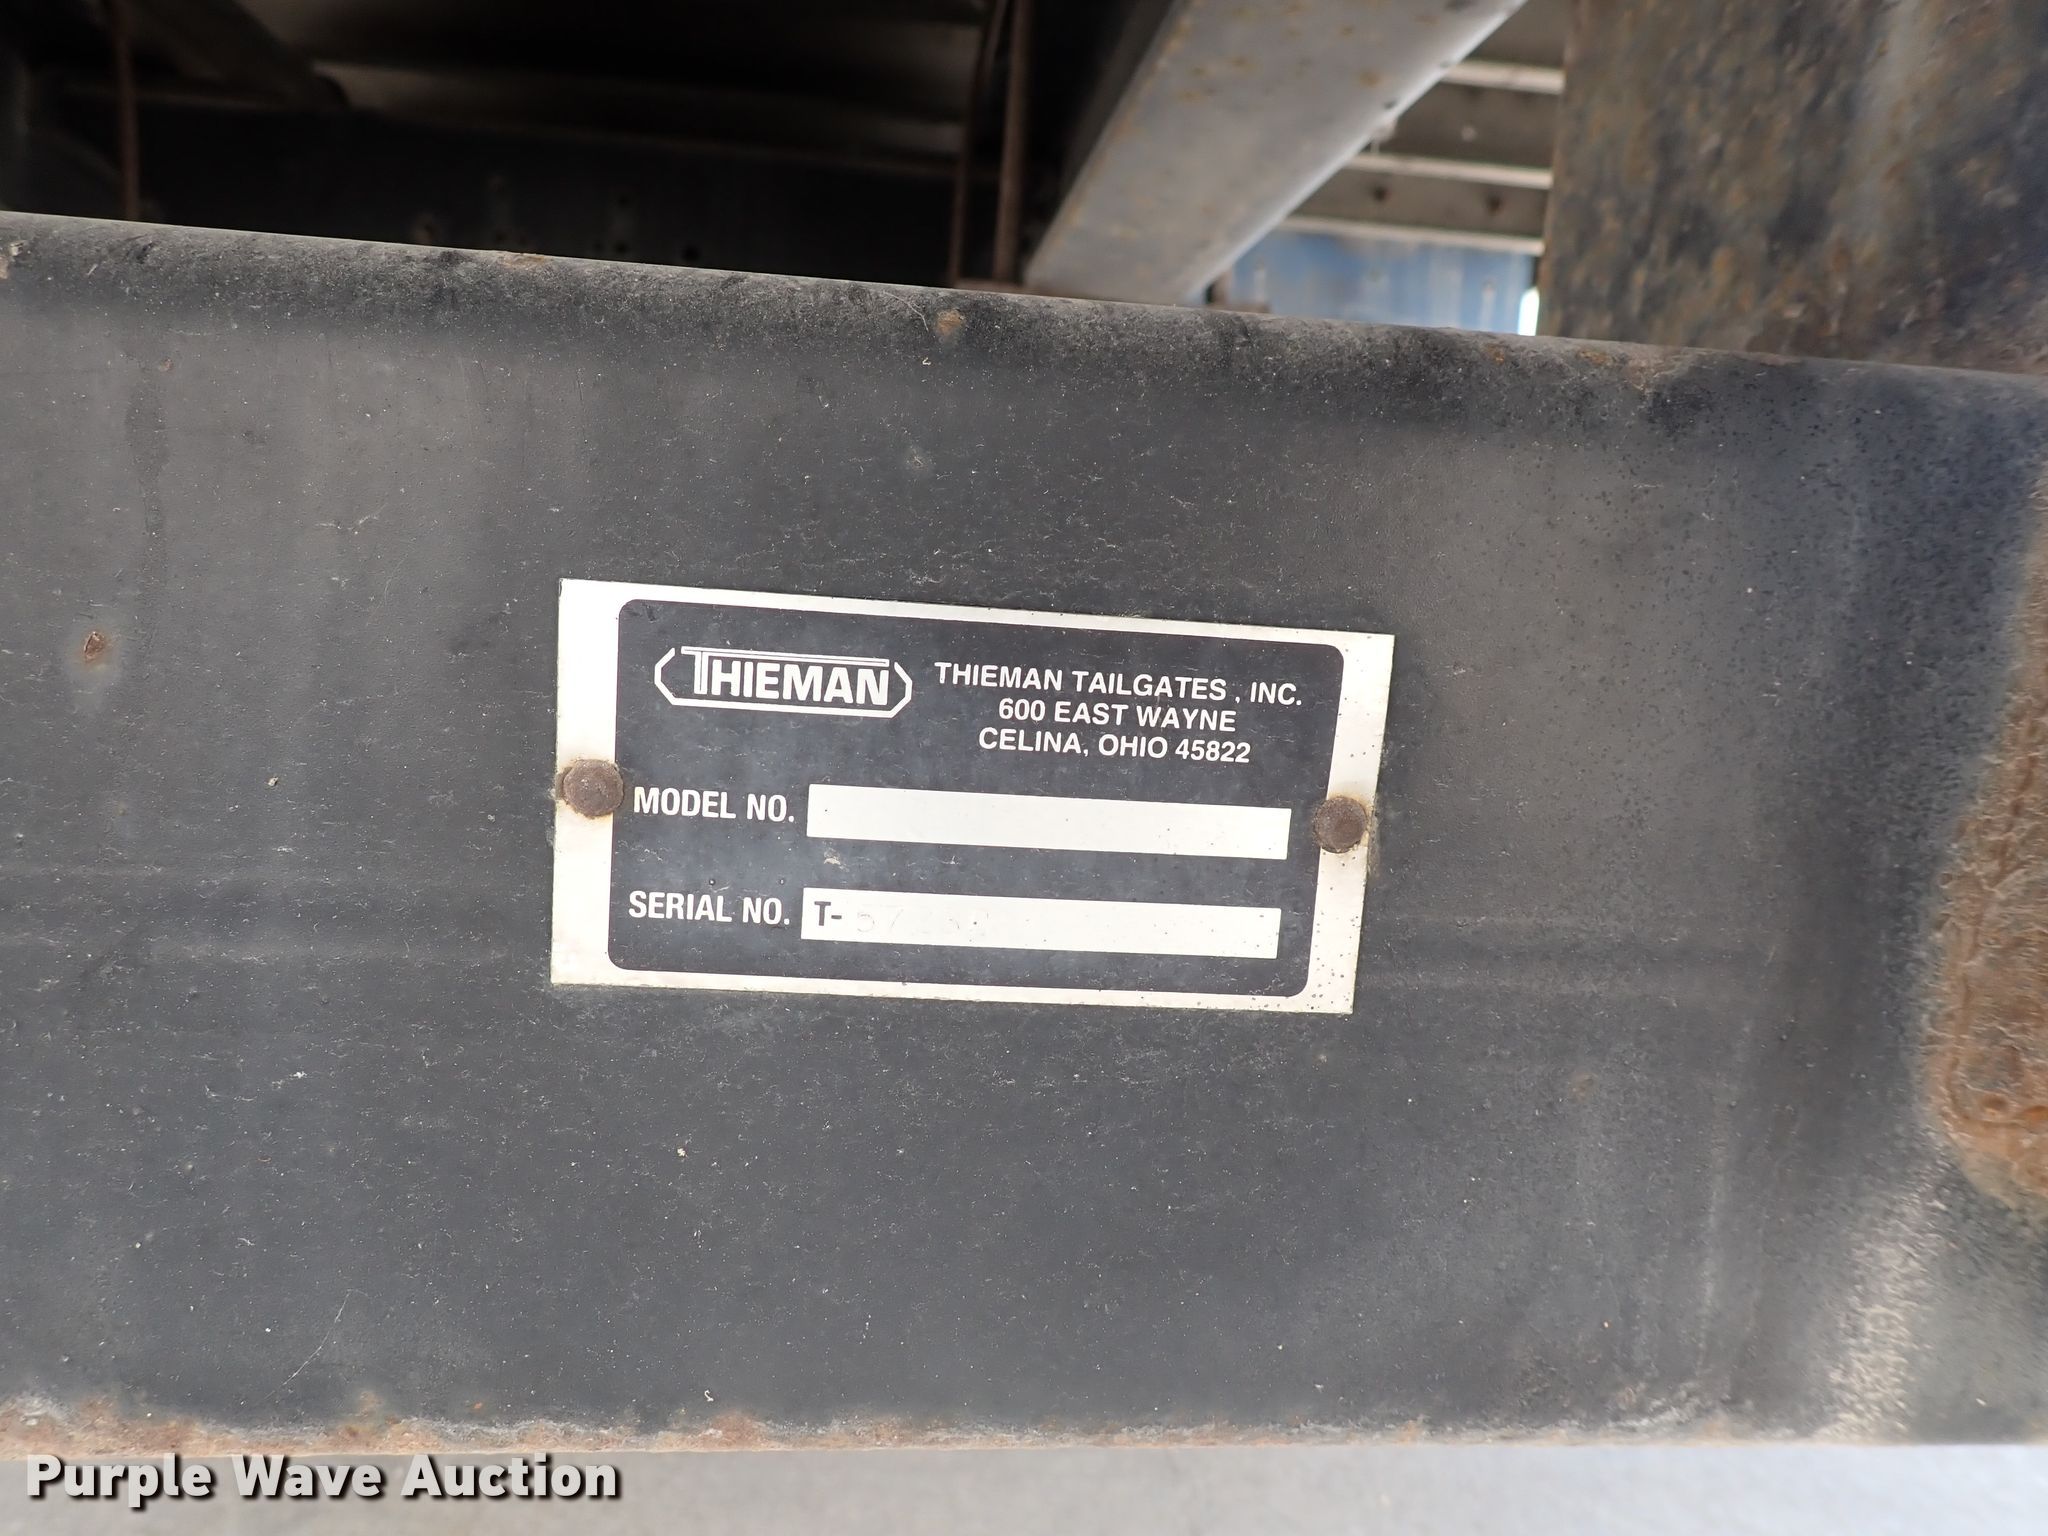 THIEMAN
THIEMAN TAILGATES, INC.
600 EAST WAYNE
CELINA, OHIO 45822
MODEL NO.
SERIAL NO. T-
Purple Wave Auction